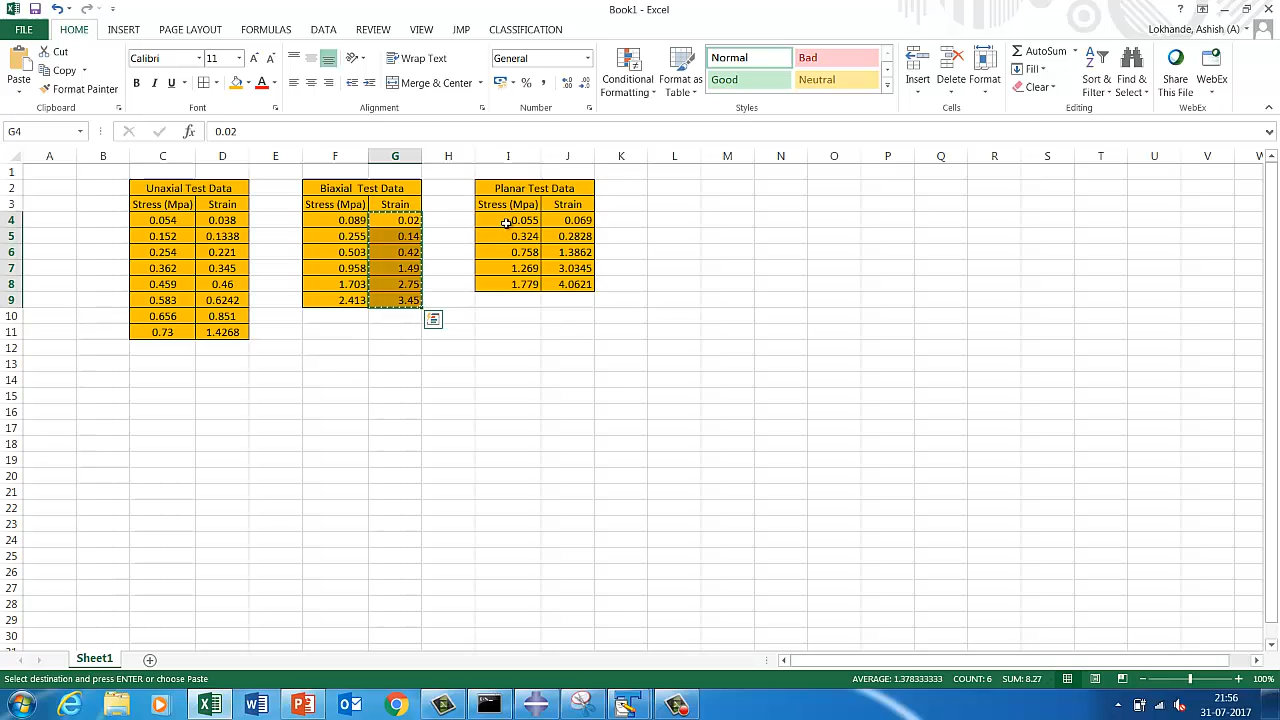 Book1 - Excel
FILE HOME INSERT PAGE LAYOUT FORMULAS DATA REVIEW VIEW JMP CLASSIFICATION
Lokhande, Ashish (A)
Paste
Cut
Copy
Format Painter
Clipboard
Calibri 11
B I U
Font
Wrap Text
Merge & Center
Alignment
General
%
Number
Conditional Formatting
Format as Table
Normal Bad
Good Neutral
Styles
Insert Delete Format
Cells
AutoSum
Fill
Clear
Sort & Filter
Find & Select
Editing
Share This File
WebEx
WebEx
G4 fx 0.02
A B C D E F G H I J K L M N O P Q R S T U V W
1
2 Unaxial Test Data Biaxial Test Data Planar Test Data
3 Stress (Mpa) Strain Stress (Mpa) Strain Stress (Mpa) Strain
4 0.054 0.038 0.089 0.02 0.055 0.069
5 0.152 0.1338 0.255 0.14 0.324 0.2828
6 0.254 0.221 0.503 0.42 0.758 1.3862
7 0.362 0.345 0.958 1.49 1.269 3.0345
8 0.459 0.46 1.703 2.75 1.779 4.0621
9 0.583 0.6242 2.413 3.45
10 0.656 0.851
11 0.73 1.4268
12
13
14
15
16
17
18
19
20
21
22
23
24
25
26
27
28
29
30
Sheet1
Select destination and press ENTER or choose Paste AVERAGE: 1.378333333 COUNT: 6 SUM: 8.27 100%
21:56
31-07-2017